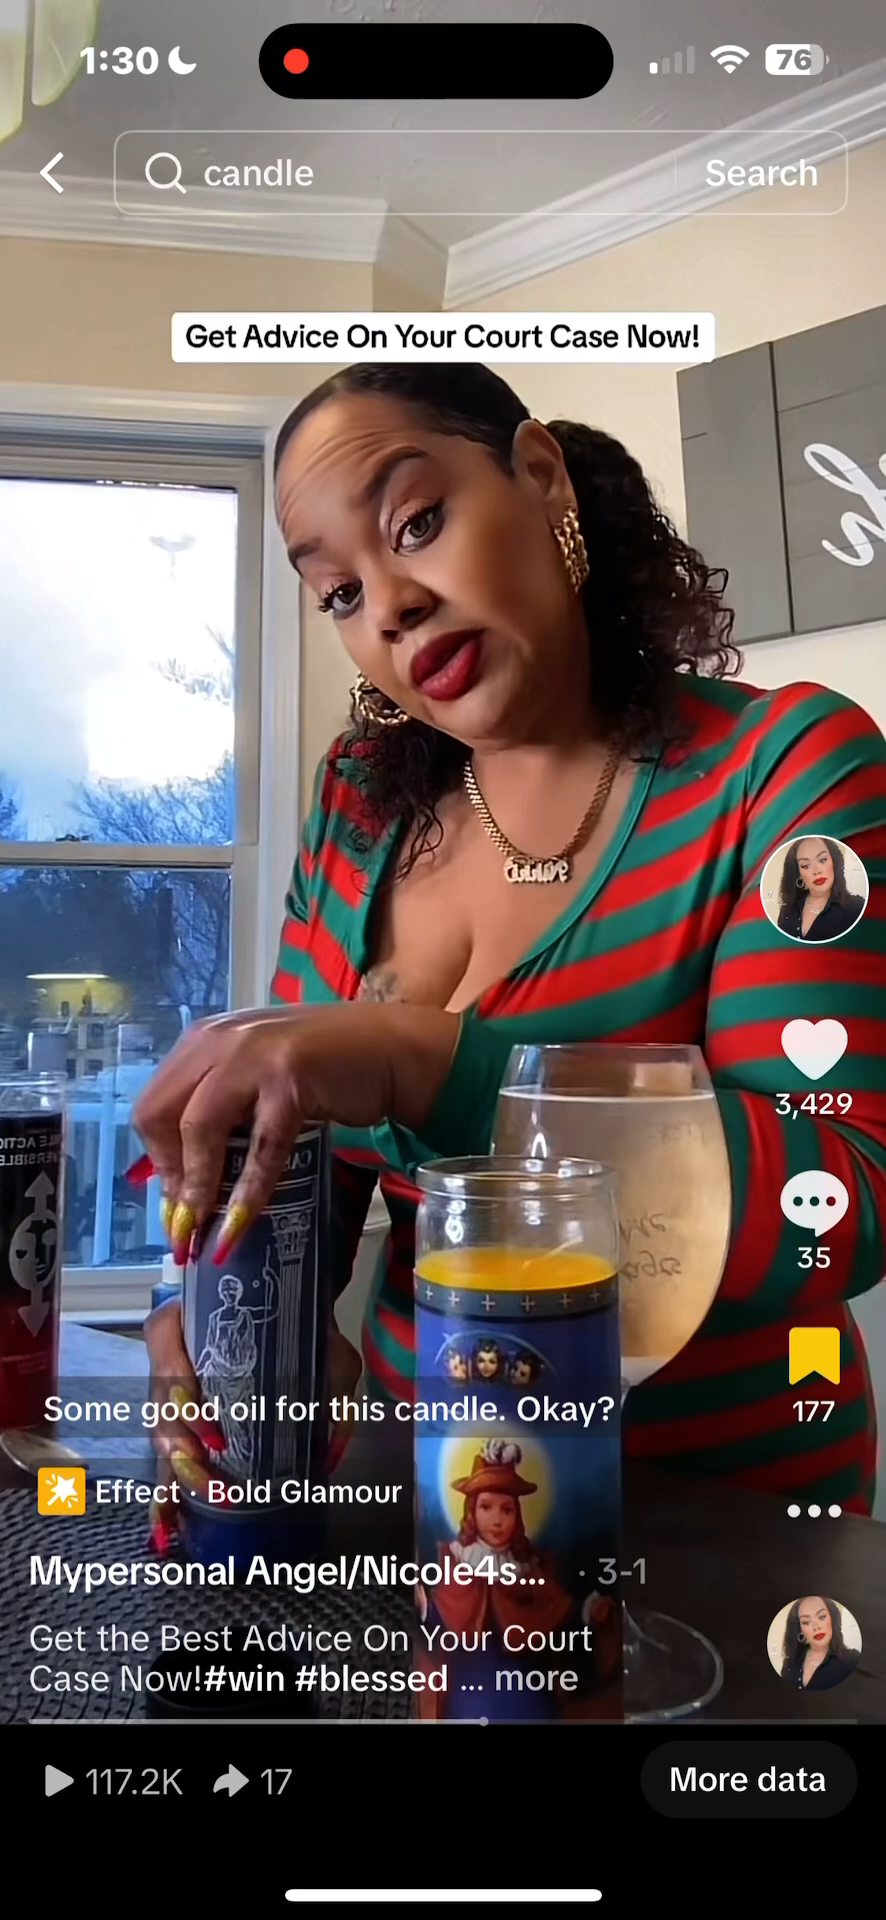 1:30
76
candle
Search
Get Advice On Your Court Case Now!
Some good oil for this candle. Okay?
Effect · Bold Glamour
Mypersonal Angel/Nicole4s... · 3-1
Get the Best Advice On Your Court
Case Now!#win #blessed ... more
3,429
35
177
117.2K
17
More data